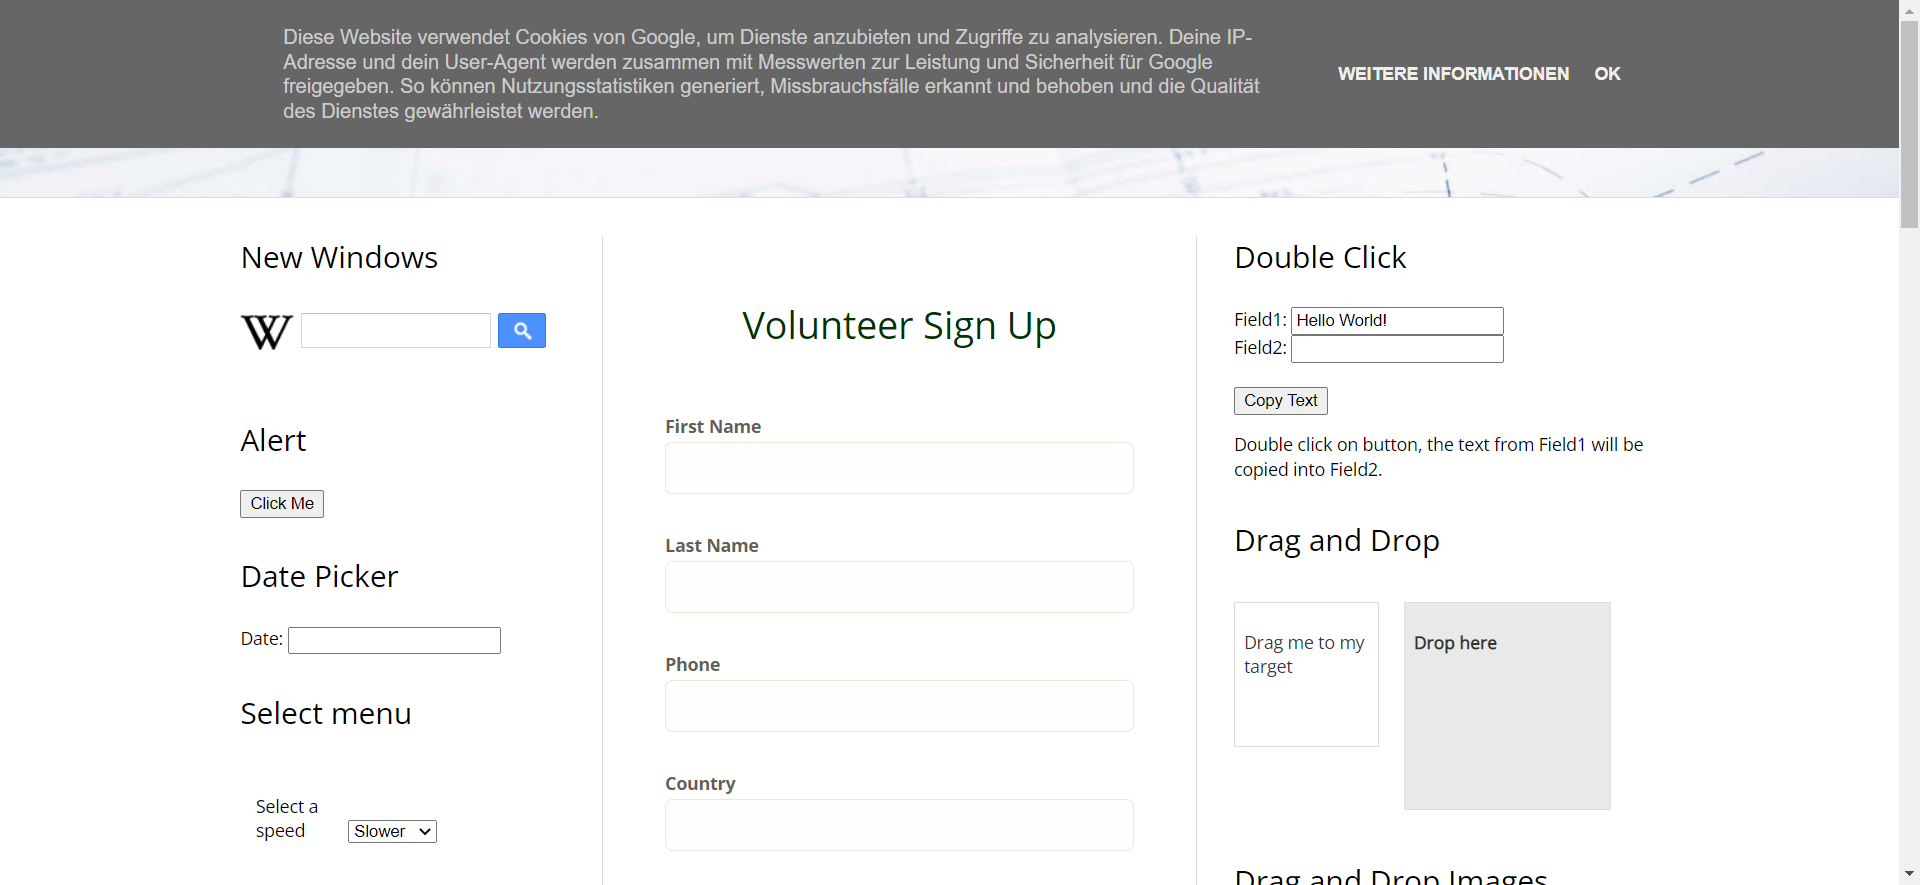 Diese Website verwendet Cookies von Google, um Dienste anzubieten und Zugriffe zu analysieren. Deine IP-
Adresse und dein User-Agent werden zusammen mit Messwerten zur Leistung und Sicherheit für Google
freigegeben. So können Nutzungsstatistiken generiert, Missbrauchsfälle erkannt und behoben und die Qualität
des Dienstes gewährleistet werden.
WEITERE INFORMATIONEN OK
New Windows
W
Alert
Click Me
Date Picker
Date:
Select menu
Select a
speed
Slower
Volunteer Sign Up
First Name
Last Name
Phone
Country
Double Click
Field1: Hello World!
Field2:
Copy Text
Double click on button, the text from Field1 will be
copied into Field2.
Drag and Drop
Drag me to my
target
Drop here
Drag and Drop Images